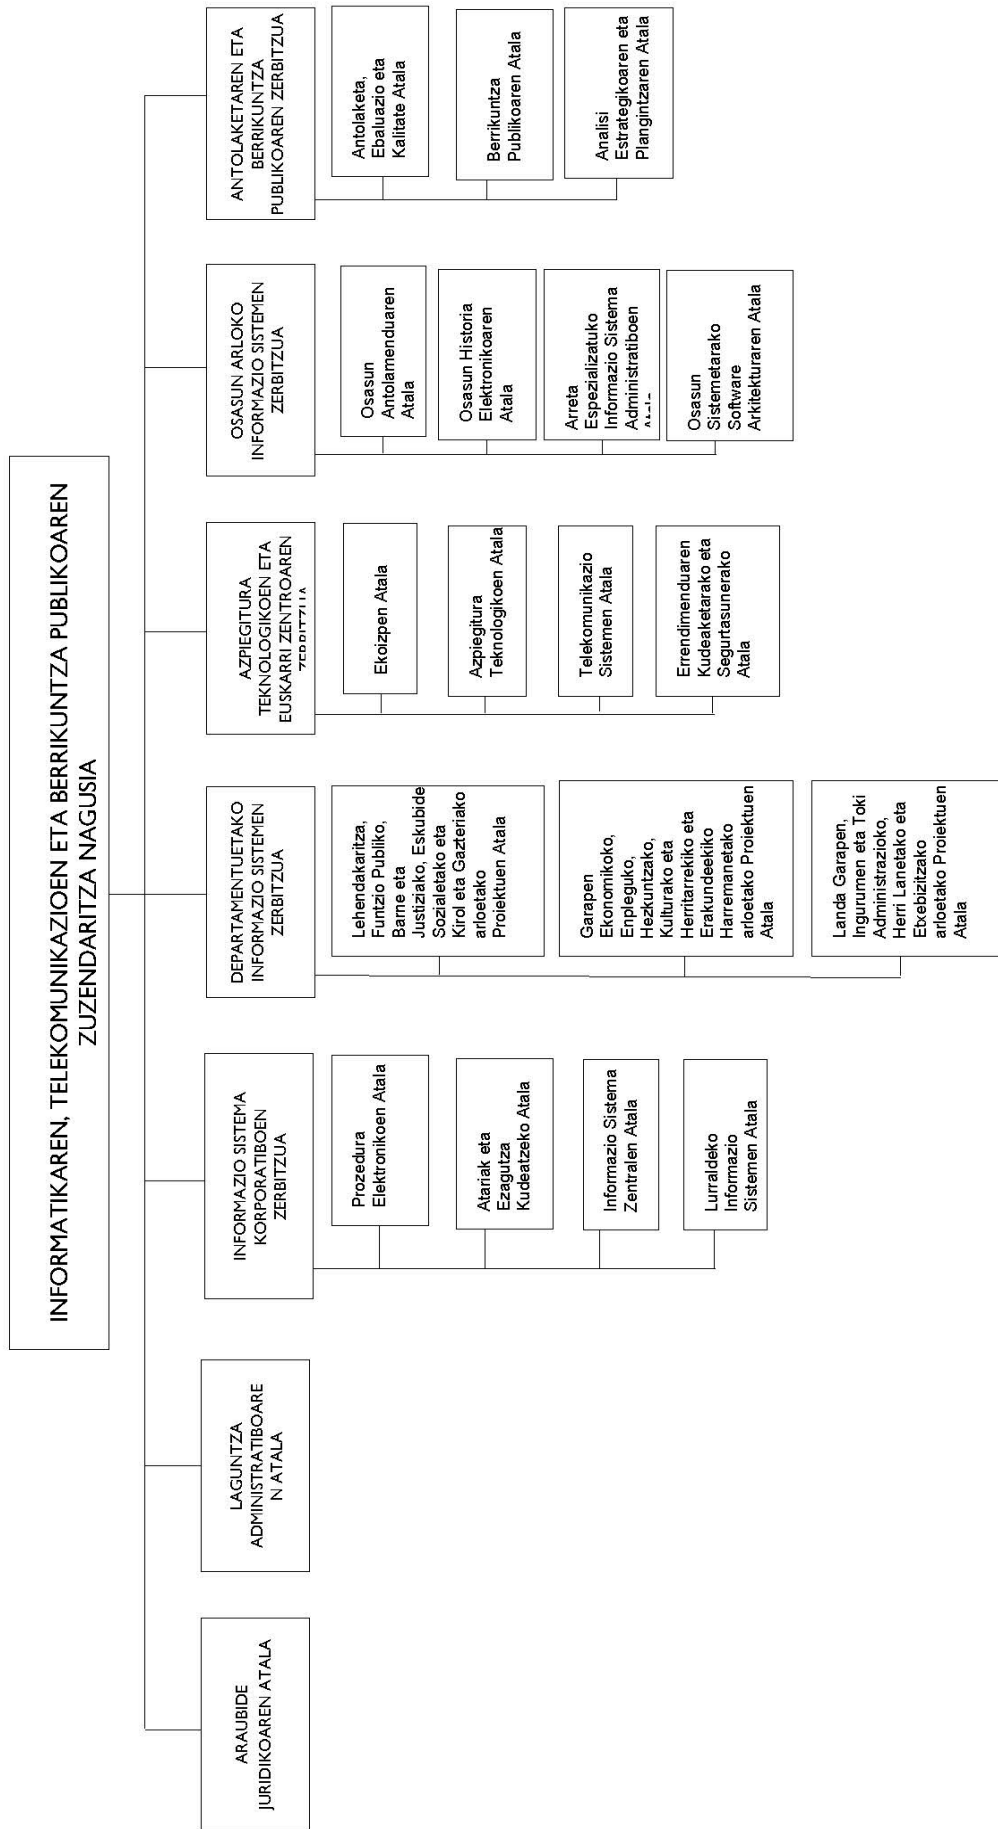 INFORMATIKAREN, TELEKOMUNIKAZIOEN ETA BERRIKUNTZA PUBLIKOAREN
ZUZENDARITZA NAGUSIA
ARAUBIDE
JURIDIKOAREN ATALA
LAGUNTZA
ADMINISTRATIBOARE
N ATALA
INFORMAZIO SISTEMA
KORPORATIBOEN
ZERBITZUA
Prozedura
Elektronikoen Atala
Atariak eta
Ezagutza
Kudeatzeko Atala
Informazio Sistema
Zentralen Atala
Lurraldeko
Informazio
Sistemen Atala
DEPARTAMENTUETAKO
INFORMAZIO SISTEMEN
ZERBITZUA
Lehendakaritza,
Funtzio Publiko,
Barne eta
Justiziako, Eskubide
Sozialetako eta
Kirol eta Gazteriako
arloetako
Proiektuen Atala
Garapen
Ekonomikoko,
Enpleguko,
Hezkuntzako,
Kulturako eta
Herritarrekiko eta
Erakundeekiko
Harremanetako
arloetako Proiektuen
Atala
Landa Garapen,
Ingurumen eta Toki
Administrazioko,
Herri Lanetako eta
Etxebizitzako
arloetako Proiektuen
Atala
AZPIEGITURA
TEKNOLOGIKOEN ETA
EUSKARRI ZENTROAREN
ZERBITZUA
Ekoizpen Atala
Azpiegitura
Teknologikoen Atala
Telekomunikazio
Sistemen Atala
Errendimenduaren
Kudeaketarako eta
Segurtasunerako
Atala
OSASUN ARLOKO
INFORMAZIO SISTEMEN
ZERBITZUA
Osasun
Antolamenduaren
Atala
Osasun Historia
Elektronikoaren
Atala
Arreta
Espezializatuko
Informazio Sistema
Administratiboen
Osasun
Sistemetarako
Software
Arkitekturaren Atala
ANTOLAKETAREN ETA
BERRIKUNTZA
PUBLIKOAREN ZERBITZUA
Antolaketa,
Ebaluazio eta
Kalitate Atala
Berrikuntza
Publikoaren Atala
Analisi
Estrategikoaren eta
Plangintzaren Atala